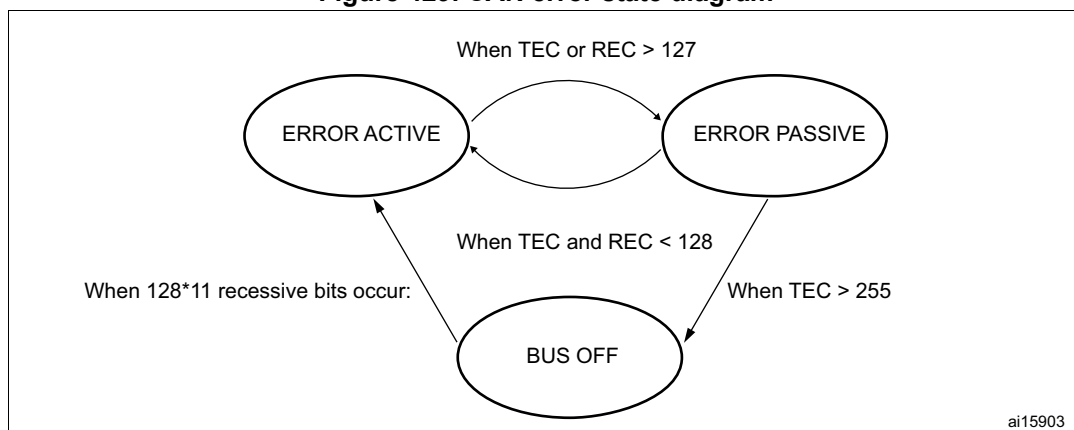 When TEC or REC > 127
ERROR ACTIVE
ERROR PASSIVE
When TEC and REC < 128
When 128*11 recessive bits occur:
When TEC > 255
BUS OFF
ai15903